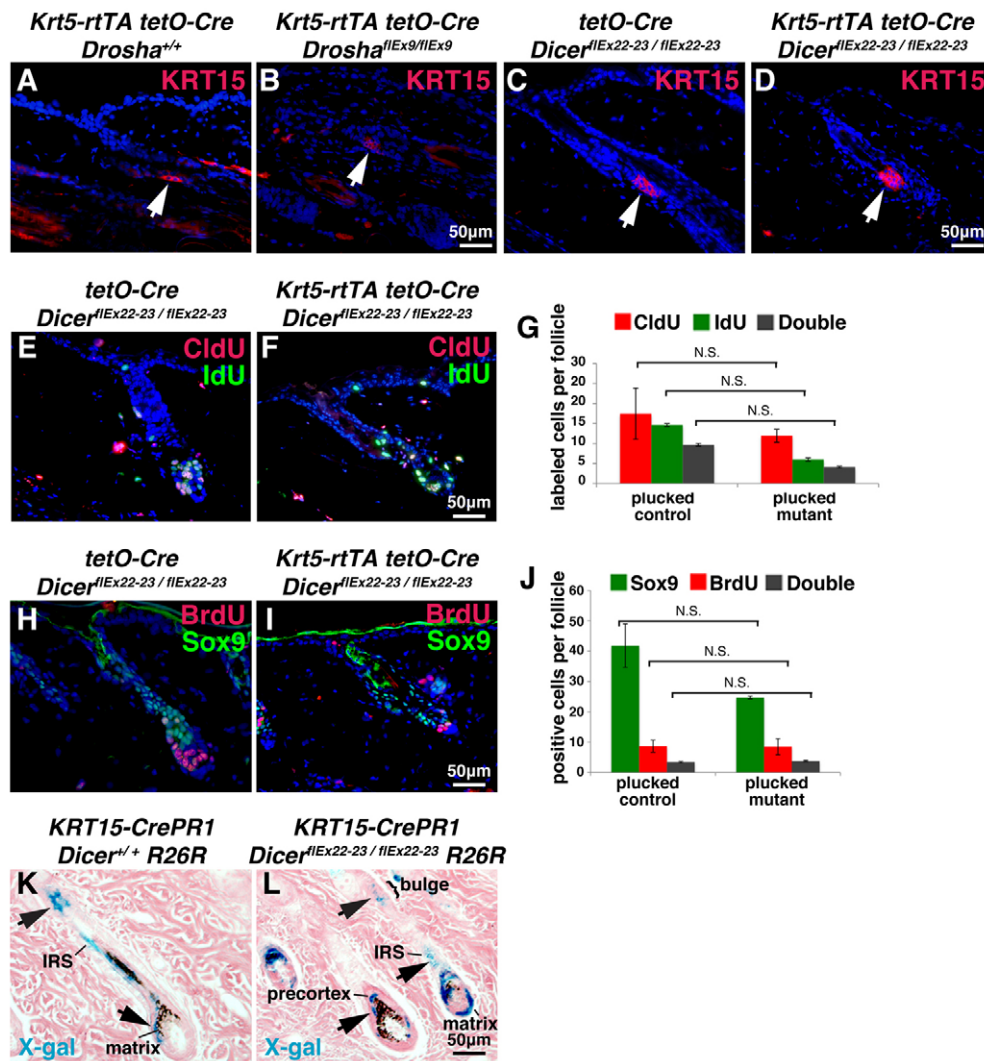 Krt5-rtTA tetO-Cre
Drosha+/+
Krt5-rtTA tetO-Cre
DroshaflEx9/flEx9
tetO-Cre
DicerflEx22-23 / flEx22-23
Krt5-rtTA tetO-Cre
DicerflEx22-23 / flEx22-23
A
KRT15
B
KRT15
50µm
C
KRT15
D
KRT15
50µm
tetO-Cre
DicerflEx22-23 / flEx22-23
Krt5-rtTA tetO-Cre
DicerflEx22-23 / flEx22-23
E
CldU
IdU
F
CldU
IdU
50µm
G
CldU IdU Double
labeled cells per follicle
30
25
20
15
10
5
0
N.S.
N.S.
N.S.
plucked
control
plucked
mutant
tetO-Cre
DicerflEx22-23 / flEx22-23
Krt5-rtTA tetO-Cre
DicerflEx22-23 / flEx22-23
H
BrdU
Sox9
I
BrdU
Sox9
50µm
J
Sox9 BrdU Double
positive cells per follicle
60
50
40
30
20
10
0
N.S.
N.S.
N.S.
plucked
control
plucked
mutant
KRT15-CrePR1
Dicer+/+ R26R
KRT15-CrePR1
DicerflEx22-23 / flEx22-23 R26R
K
IRS
matrix
X-gal
L
bulge
IRS
precortex
matrix
50µm
X-gal